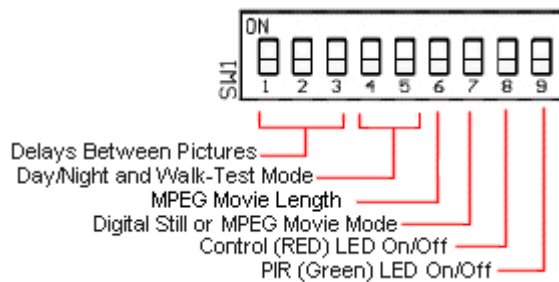 ON
SW1
1 2 3 4 5 6 7 8 9
Delays Between Pictures
Day/Night and Walk-Test Mode
MPEG Movie Length
Digital Still or MPEG Movie Mode
Control (RED) LED On/Off
PIR (Green) LED On/Off